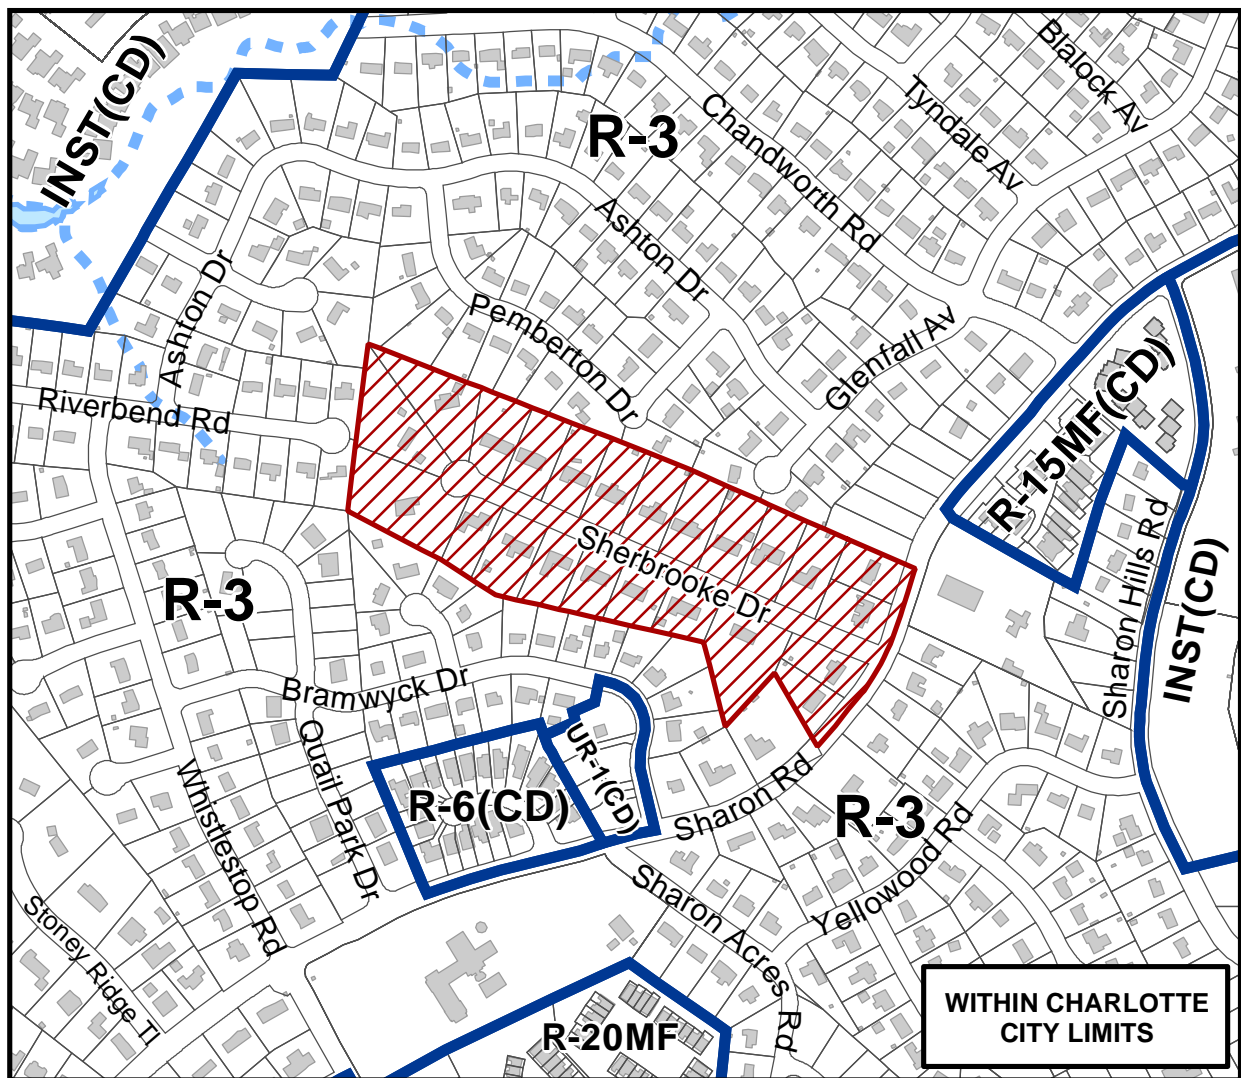 INST(CD)
Blalock Av
Tyndale Av
R-3
Chandworth Rd
Ashton Dr
Ashton Dr
Pemberton Dr
Glenfall Av
Riverbend Rd
R-15MF(CD)
Sherbrooke Dr
Sharon Hills Rd
INST(CD)
R-3
Bramwyck Dr
Quail Park Dr
Whistlestop Rd
UR-1(CD)
R-6(CD)
Sharon Rd
R-3
Yellowood Rd
Sharon Acres Rd
Stoney Ridge Tl
R-20MF
WITHIN CHARLOTTE
CITY LIMITS